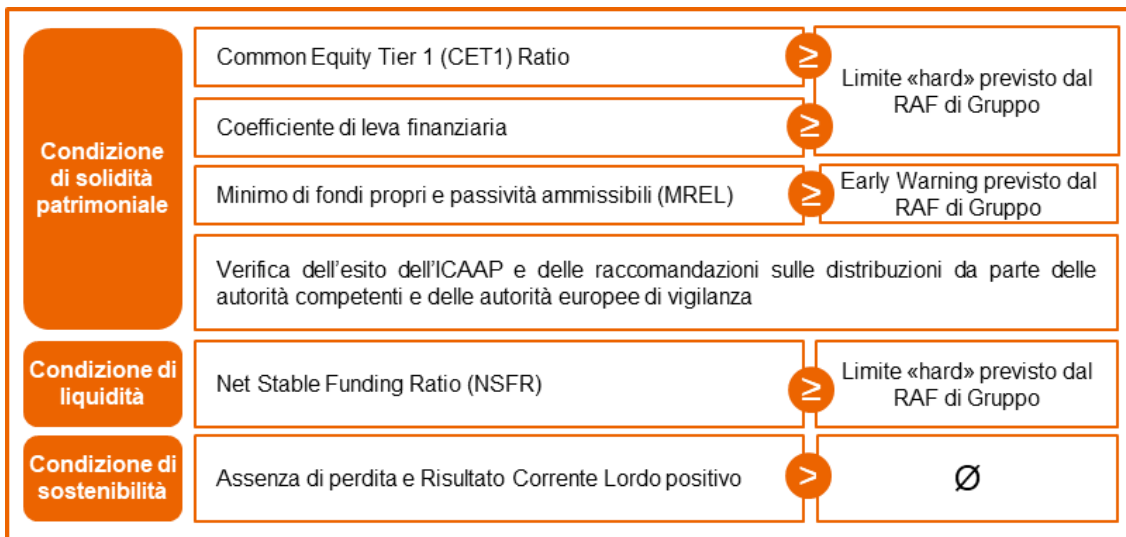 Condizione
di solidità
patrimoniale
Common Equity Tier 1 (CET1) Ratio
≥
Limite «hard» previsto dal
RAF di Gruppo
Coefficiente di leva finanziaria
≥
Minimo di fondi propri e passività ammissibili (MREL)
≥
Early Warning previsto dal
RAF di Gruppo
Verifica dell'esito dell'ICAAP e delle raccomandazioni sulle distribuzioni da parte delle
autorità competenti e delle autorità europee di vigilanza
Condizione di
liquidità
Net Stable Funding Ratio (NSFR)
≥
Limite «hard» previsto dal
RAF di Gruppo
Condizione di
sostenibilità
Assenza di perdita e Risultato Corrente Lordo positivo
>
Ø